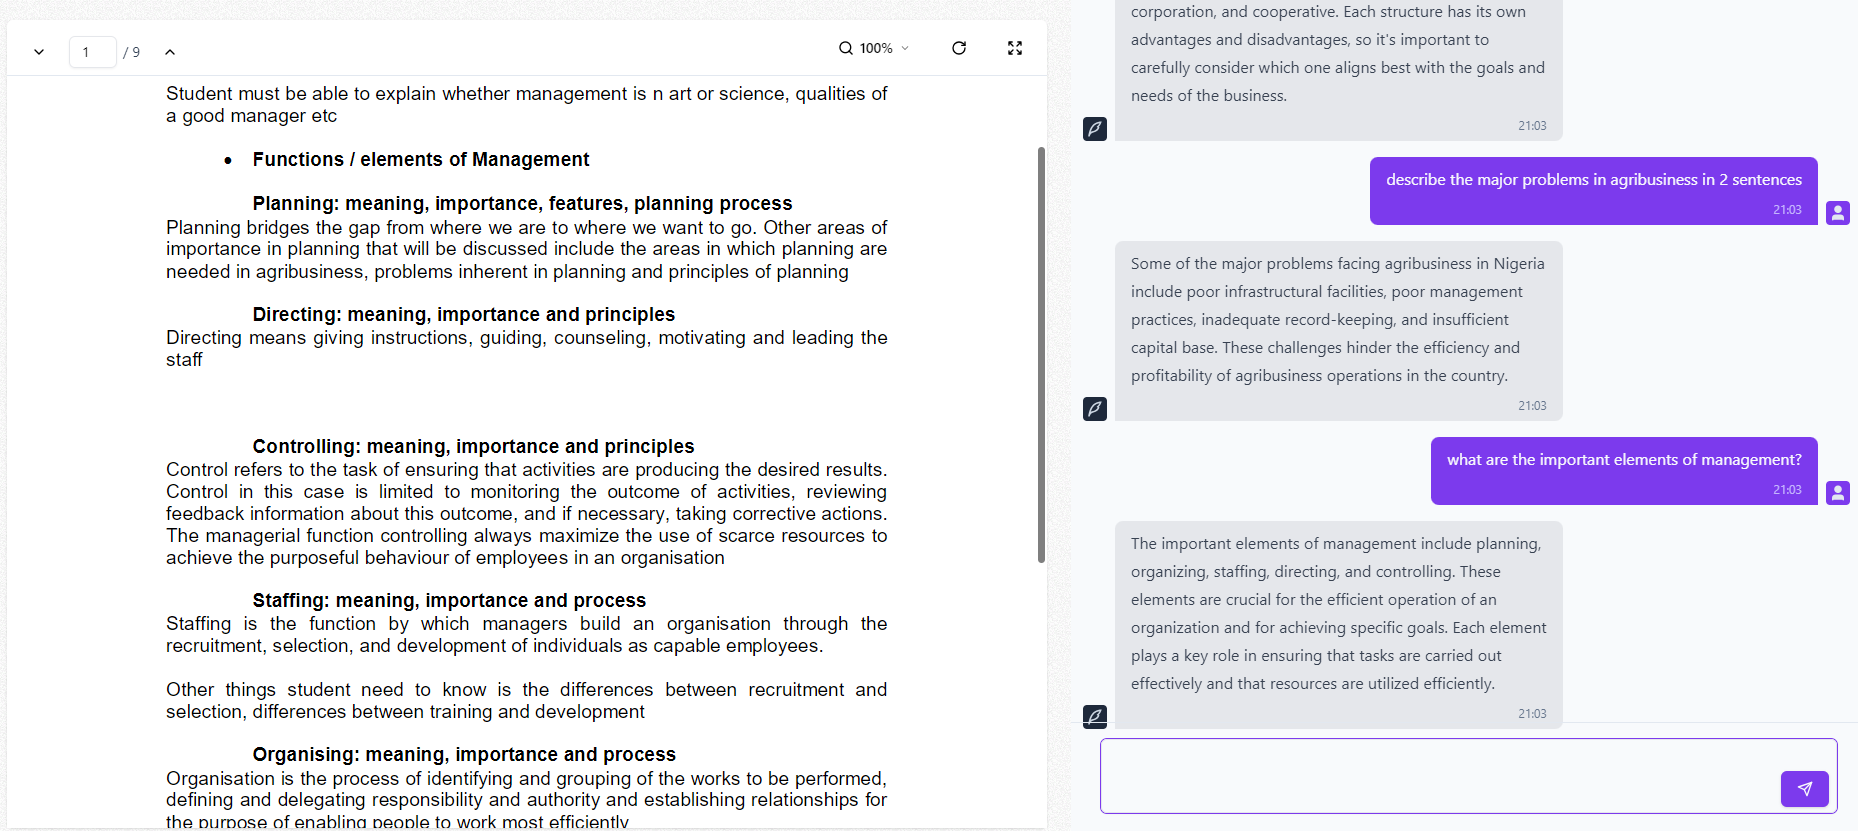 1 / 9
100%
Student must be able to explain whether management is n art or science, qualities of
a good manager etc
• Functions / elements of Management
Planning: meaning, importance, features, planning process
Planning bridges the gap from where we are to where we want to go. Other areas of
importance in planning that will be discussed include the areas in which planning are
needed in agribusiness, problems inherent in planning and principles of planning
Directing: meaning, importance and principles
Directing means giving instructions, guiding, counseling, motivating and leading the
staff
Controlling: meaning, importance and principles
Control refers to the task of ensuring that activities are producing the desired results.
Control in this case is limited to monitoring the outcome of activities, reviewing
feedback information about this outcome, and if necessary, taking corrective actions.
The managerial function controlling always maximize the use of scarce resources to
achieve the purposeful behaviour of employees in an organisation
Staffing: meaning, importance and process
Staffing is the function by which managers build an organisation through the
recruitment, selection, and development of individuals as capable employees.
Other things student need to know is the differences between recruitment and
selection, differences between training and development
Organising: meaning, importance and process
Organisation is the process of identifying and grouping of the works to be performed,
defining and delegating responsibility and authority and establishing relationships for
the purpose of enabling people to work most efficiently
corporation, and cooperative. Each structure has its own
advantages and disadvantages, so it's important to
carefully consider which one aligns best with the goals and
needs of the business.
21:03
describe the major problems in agribusiness in 2 sentences
21:03
Some of the major problems facing agribusiness in Nigeria
include poor infrastructural facilities, poor management
practices, inadequate record-keeping, and insufficient
capital base. These challenges hinder the efficiency and
profitability of agribusiness operations in the country.
21:03
what are the important elements of management?
21:03
The important elements of management include planning,
organizing, staffing, directing, and controlling. These
elements are crucial for the efficient operation of an
organization and for achieving specific goals. Each element
plays a key role in ensuring that tasks are carried out
effectively and that resources are utilized efficiently.
21:03